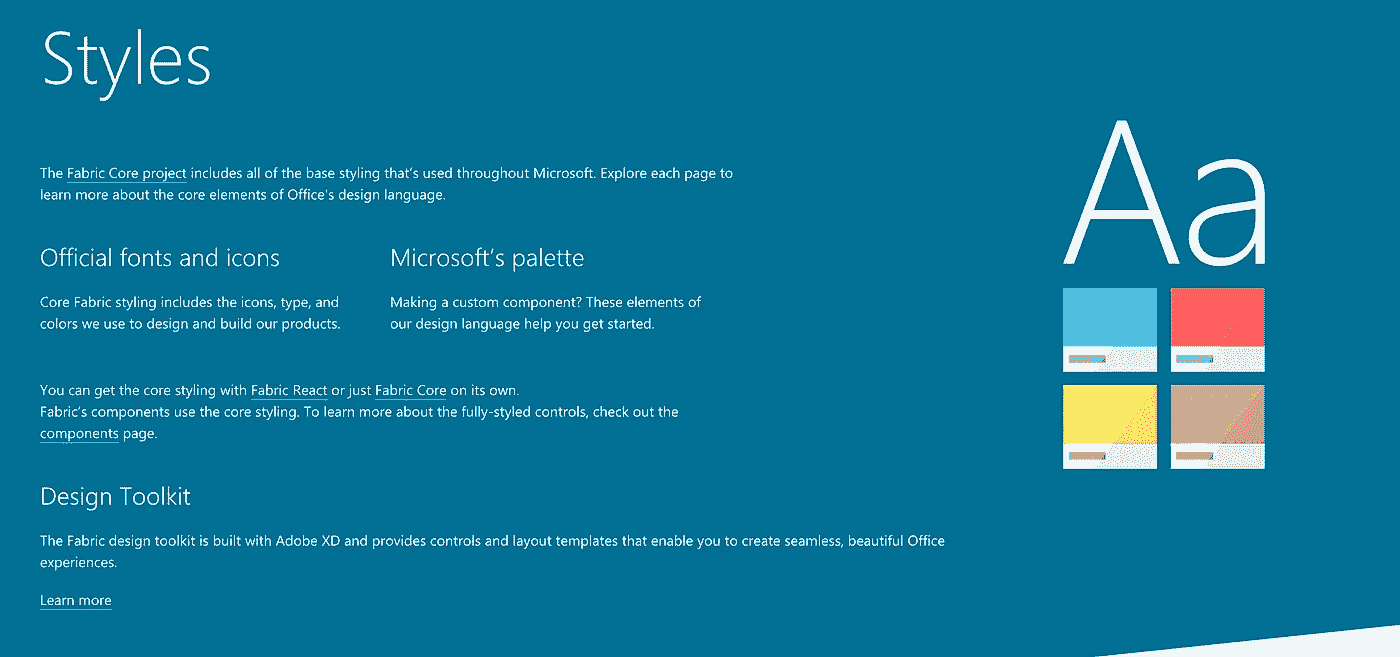 Styles
The Fabric Core project includes all of the base styling that's used throughout Microsoft. Explore each page to
learn more about the core elements of Office's design language.
Official fonts and icons
Core Fabric styling includes the icons, type, and
colors we use to design and build our products.
Microsoft's palette
Making a custom component? These elements of
our design language help you get started.
You can get the core styling with Fabric React or just Fabric Core on its own.
Fabric's components use the core styling. To learn more about the fully-styled controls, check out the
components page.
Design Toolkit
The Fabric design toolkit is built with Adobe XD and provides controls and layout templates that enable you to create seamless, beautiful Office
experiences.
Learn more
Aa